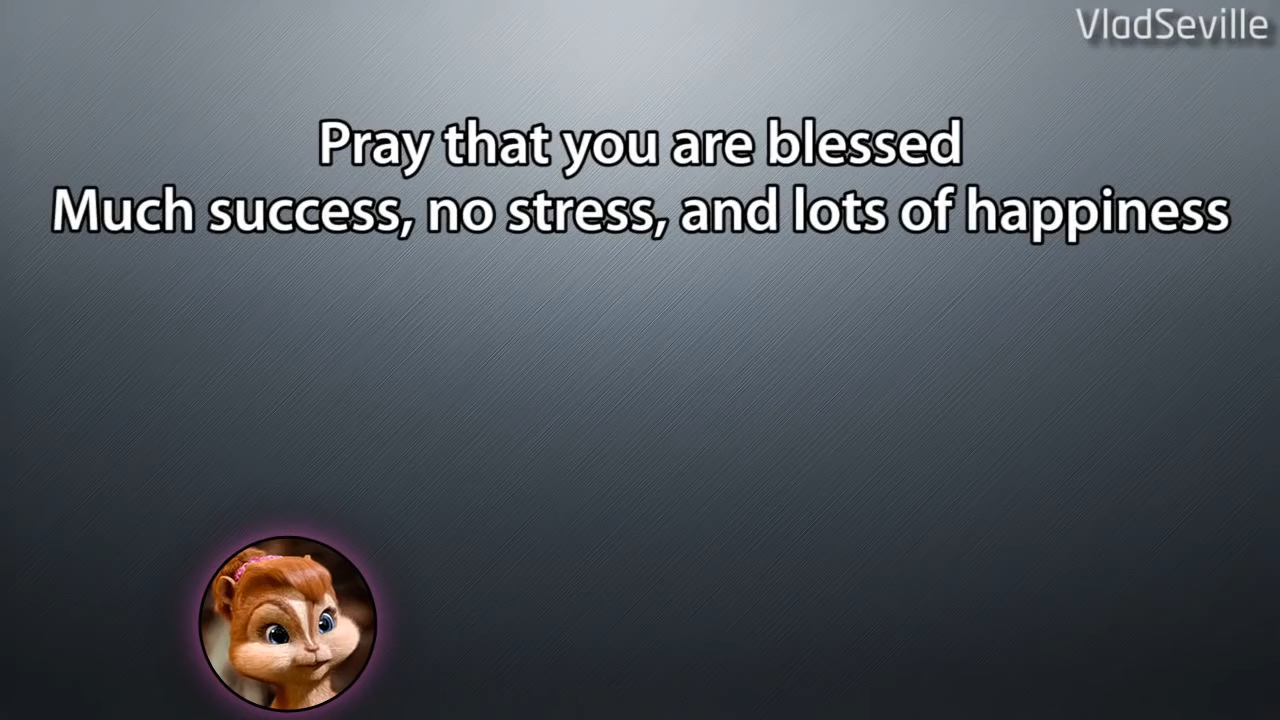 VladSeville
Pray that you are blessed
Much success, no stress, and lots of happiness